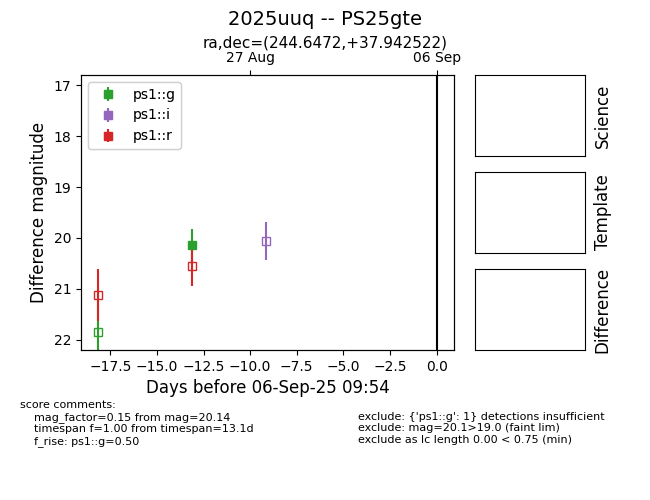 2025uuq -- PS25gte
ra,dec=(244.6472,+37.942522)
27 Aug
06 Sep
ps1::g
ps1::i
ps1::r
17
18
19
20
21
22
Difference magnitude
−17.5
−15.0
−12.5
−10.0
−7.5
−5.0
−2.5
0.0
Days before 06-Sep-25 09:54
Science
Template
Difference
score comments:
mag_factor=0.15 from mag=20.14
timespan f=1.00 from timespan=13.1d
f_rise: ps1::g=0.50
exclude: {'ps1::g': 1} detections insufficient
exclude: mag=20.1>19.0 (faint lim)
exclude as lc length 0.00 < 0.75 (min)